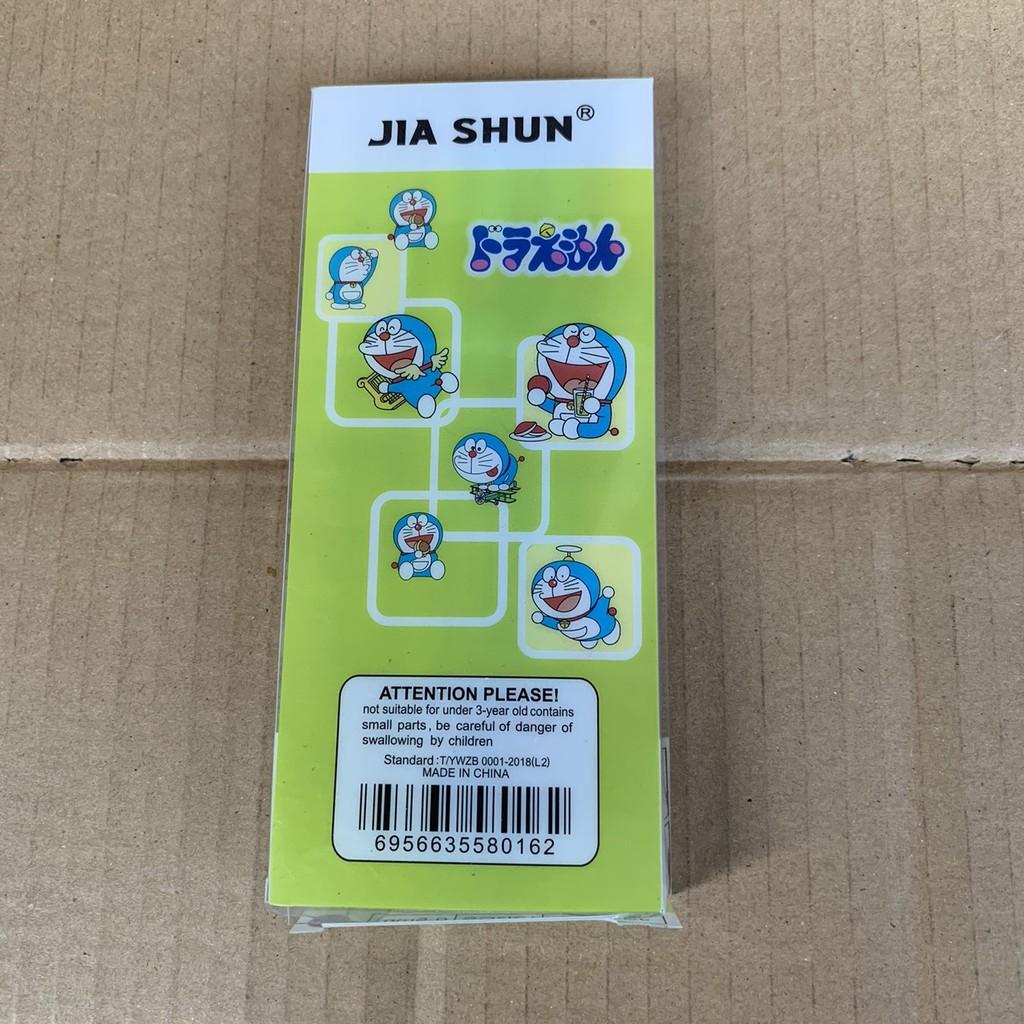 JIA SHUN®
ドラえもん
ATTENTION PLEASE!
not suitable for under 3-year old contains
small parts, be careful of danger of
swallowing by children
Standard:T/YWZB 0001-2018(L2)
MADE IN CHINA
6956635580162